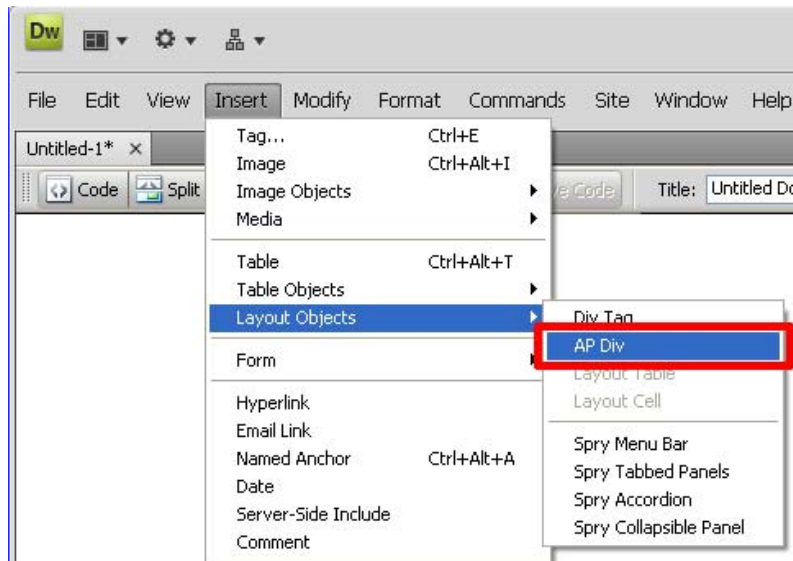 Dw
File Edit View Insert Modify Format Commands Site Window Help
Untitled-1*
Code Split Code Title: Untitled Do
Tag... Ctrl+E
Image Ctrl+Alt+I
Image Objects
Media
Table Ctrl+Alt+T
Table Objects
Layout Objects
Form
Hyperlink
Email Link
Named Anchor Ctrl+Alt+A
Date
Server-Side Include
Comment
Div Tag
AP Div
Layout Table
Layout Cell
Spry Menu Bar
Spry Tabbed Panels
Spry Accordion
Spry Collapsible Panel